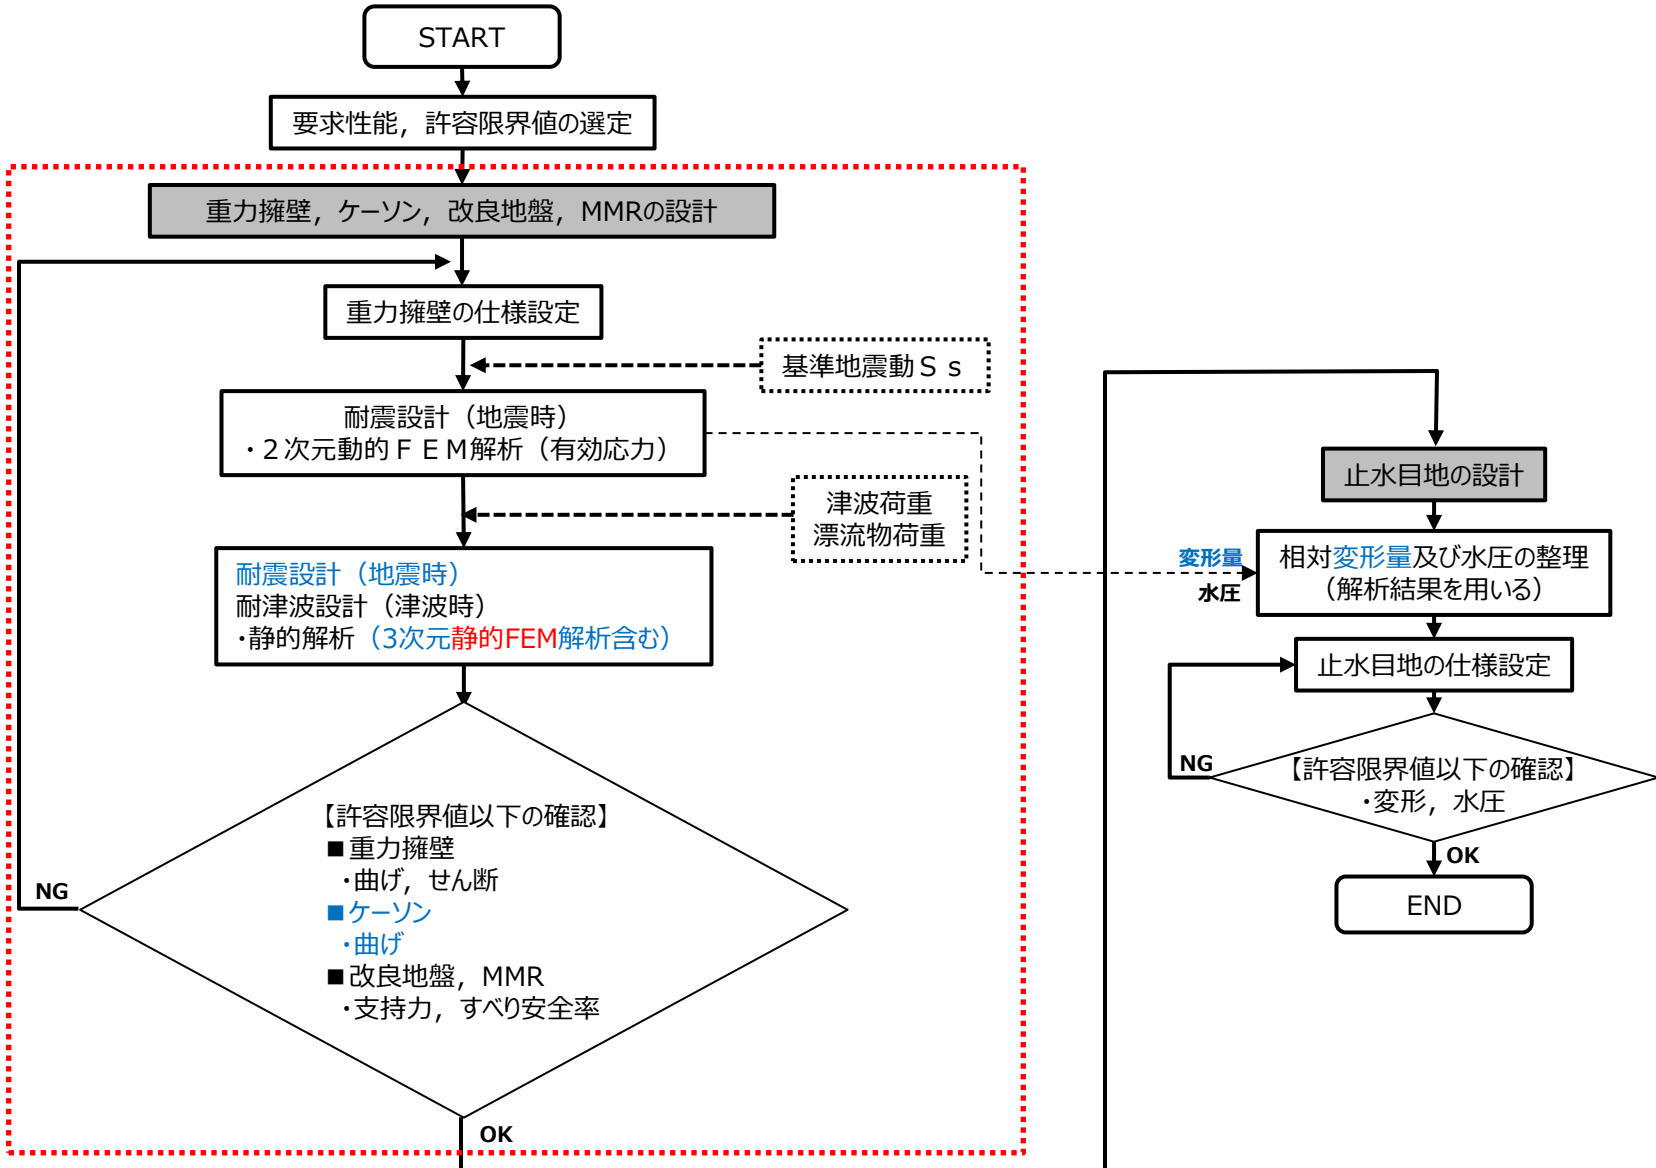 START
要求性能，許容限界値の選定
重力擁壁，ケーソン，改良地盤，MMRの設計
重力擁壁の仕様設定
基準地震動Ｓｓ
耐震設計（地震時）
・２次元動的ＦＥＭ解析（有効応力）
津波荷重
漂流物荷重
耐震設計（地震時）
耐津波設計（津波時）
・静的解析（3次元静的FEM解析含む）
【許容限界値以下の確認】
■重力擁壁
・曲げ，せん断
■ケーソン
・曲げ
■改良地盤，MMR
・支持力，すべり安全率
NG
OK
止水目地の設計
変形量
水圧
相対変形量及び水圧の整理
（解析結果を用いる）
止水目地の仕様設定
NG
【許容限界値以下の確認】
・変形，水圧
OK
END